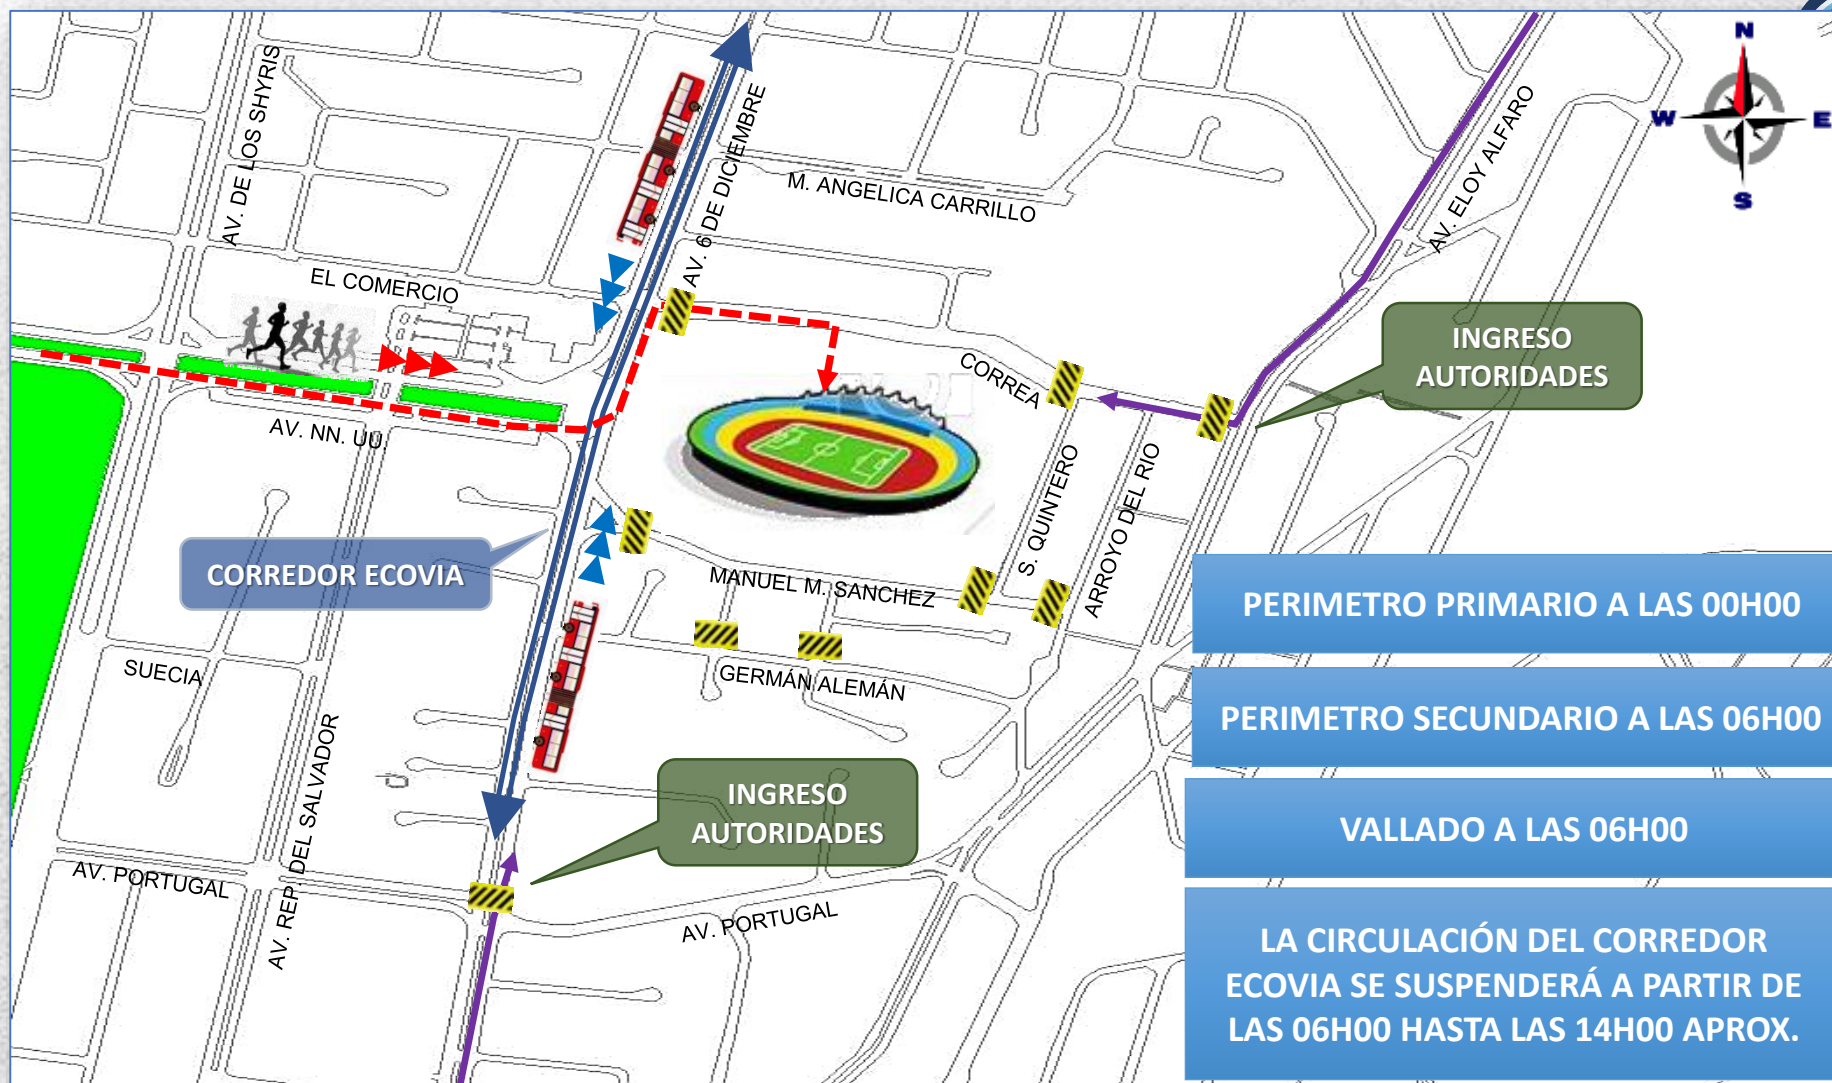 N
W
E
S
AV. DE LOS SHYRIS
AV. 6 DE DICIEMBRE
M. ANGELICA CARRILLO
AV. ELOY ALFARO
EL COMERCIO
INGRESO
AUTORIDADES
CORREA
AV. NN. UU.
S. QUINTERO
ARROYO DEL RIO
CORREDOR ECOVIA
MANUEL M. SANCHEZ
PERIMETRO PRIMARIO A LAS 00H00
SUECIA
GERMÁN ALEMÁN
PERIMETRO SECUNDARIO A LAS 06H00
AV. REP. DEL SALVADOR
INGRESO
AUTORIDADES
VALLADO A LAS 06H00
AV. PORTUGAL
AV. PORTUGAL
LA CIRCULACIÓN DEL CORREDOR
ECOVIA SE SUSPENDERÁ A PARTIR DE
LAS 06H00 HASTA LAS 14H00 APROX.